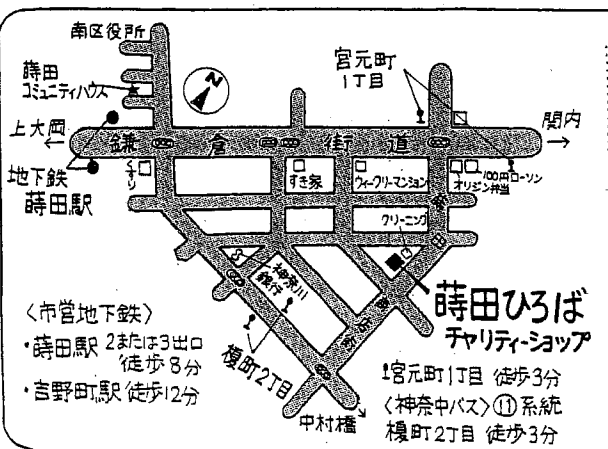 南区役所
蒔田
コミュニティハウス
N
宮元町
1丁目
上大岡
鎌倉街道
関内
地下鉄
蒔田駅
くすり
すき家
ウィークリーマンション
100円ローソン
オリジン弁当
クリーニング
神奈川
銀行
蒔田ひろば
チャリティーショップ
〈市営地下鉄〉
・蒔田駅 2または3出口
徒歩8分
・吉野町駅 徒歩12分
榎町2丁目
中村橋
宮元町1丁目 徒歩3分
〈神奈中バス〉⑪系統
榎町2丁目 徒歩3分